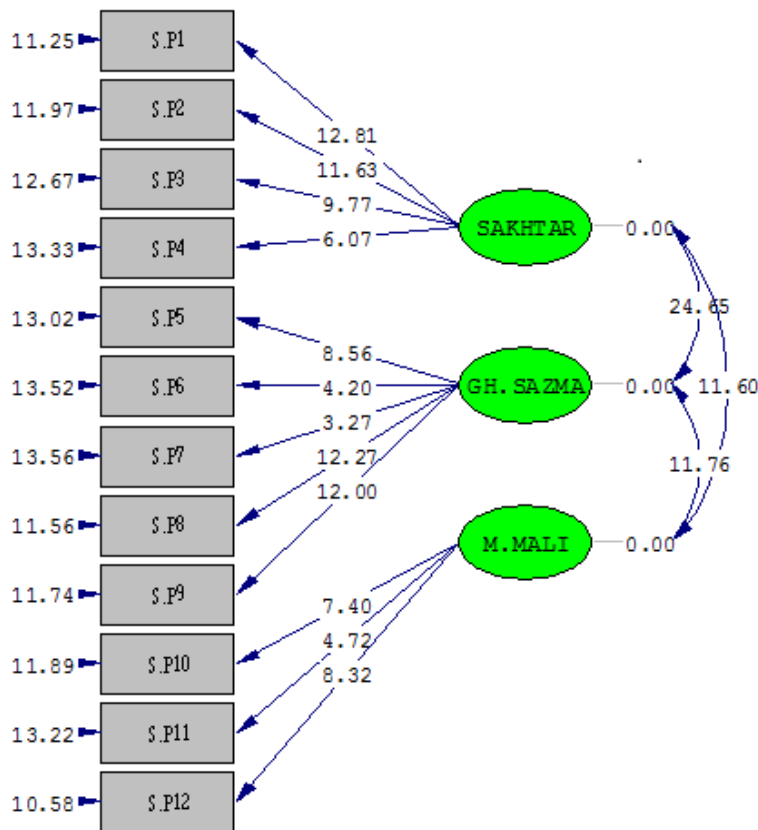 11.25 S.P1
11.97 S.P2
12.67 S.P3
13.33 S.P4
13.02 S.P5
13.52 S.P6
13.56 S.P7
11.56 S.P8
11.74 S.P9
11.89 S.P10
13.22 S.P11
10.58 S.P12
12.81
11.63
9.77
6.07
8.56
4.20
3.27
12.27
12.00
7.40
4.72
8.32
SAKHTAR 0.00
GH.SAZMA 0.00
M.MALI 0.00
24.65
11.60
11.76